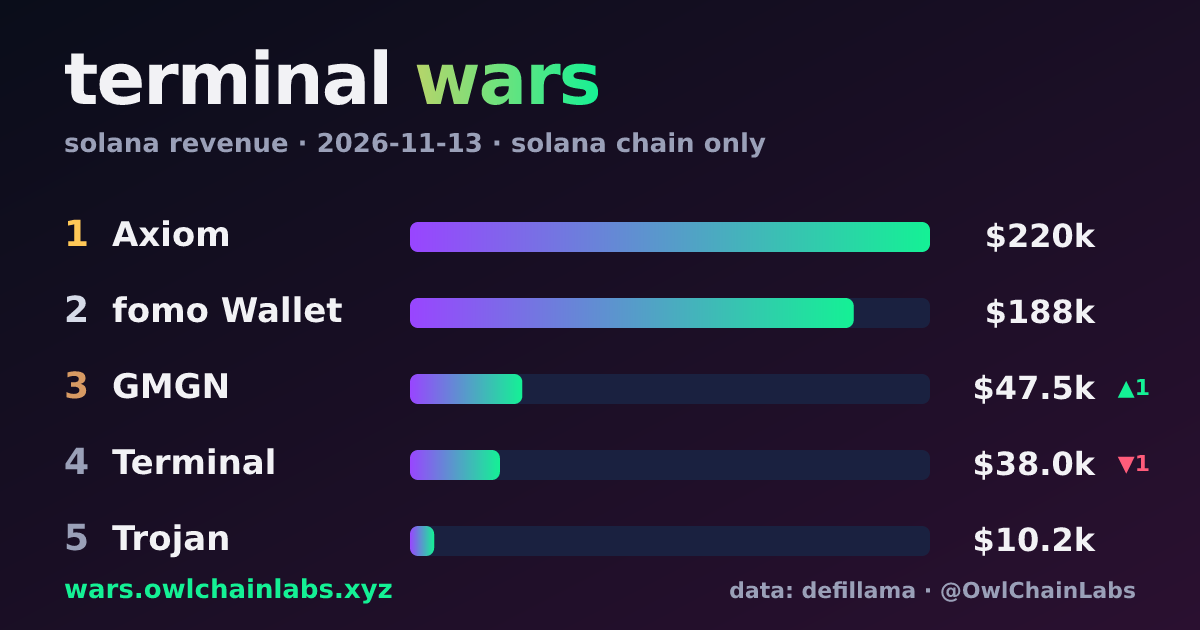 terminal wars
solana revenue · 2026-11-13 · solana chain only
1 Axiom $220k
2 fomo Wallet $188k
3 GMGN $47.5k ▲1
4 Terminal $38.0k ▼1
5 Trojan $10.2k
wars.owlchainlabs.xyz data: defillama · @OwlChainLabs